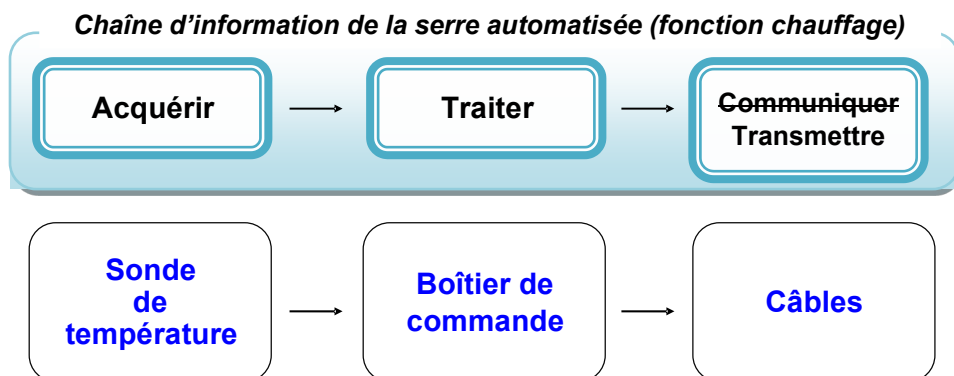 Chaîne d’information de la serre automatisée (fonction chauffage)
Acquérir
Traiter
Communiquer
Transmettre
Sonde
de
température
Boîtier de
commande
Câbles